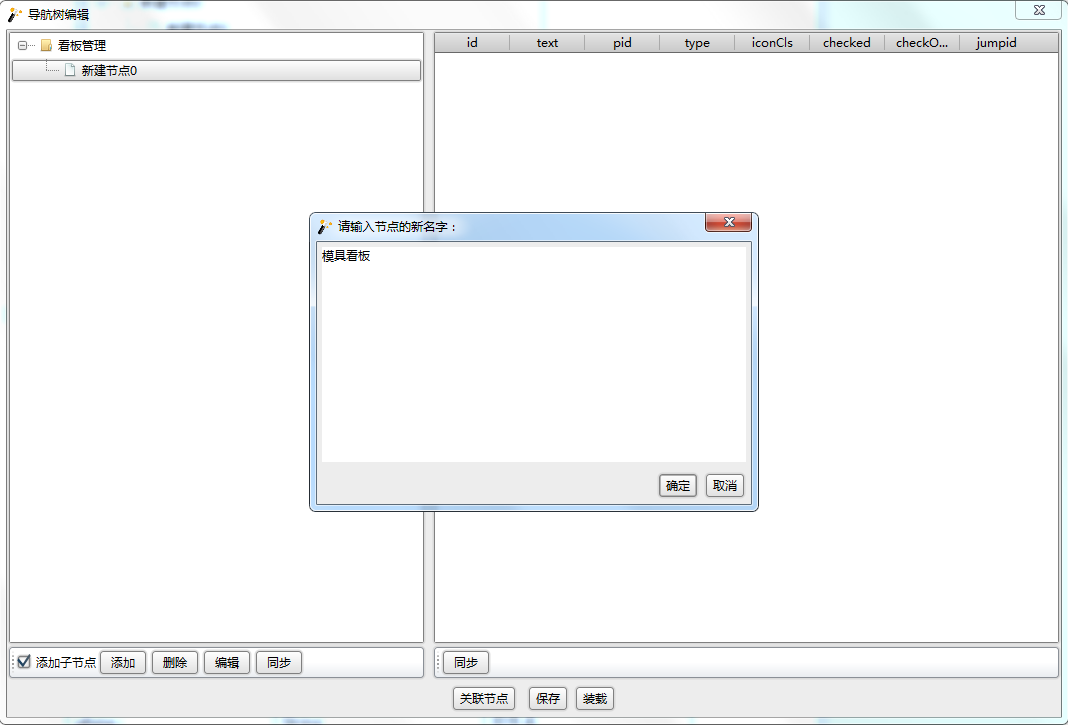 导航树编辑
看板管理
新建节点0
id text pid type iconCls checked checkO... jumpid
请输入节点的新名字：
模具看板
确定 取消
添加子节点 添加 删除 编辑 同步
同步
关联节点 保存 装载